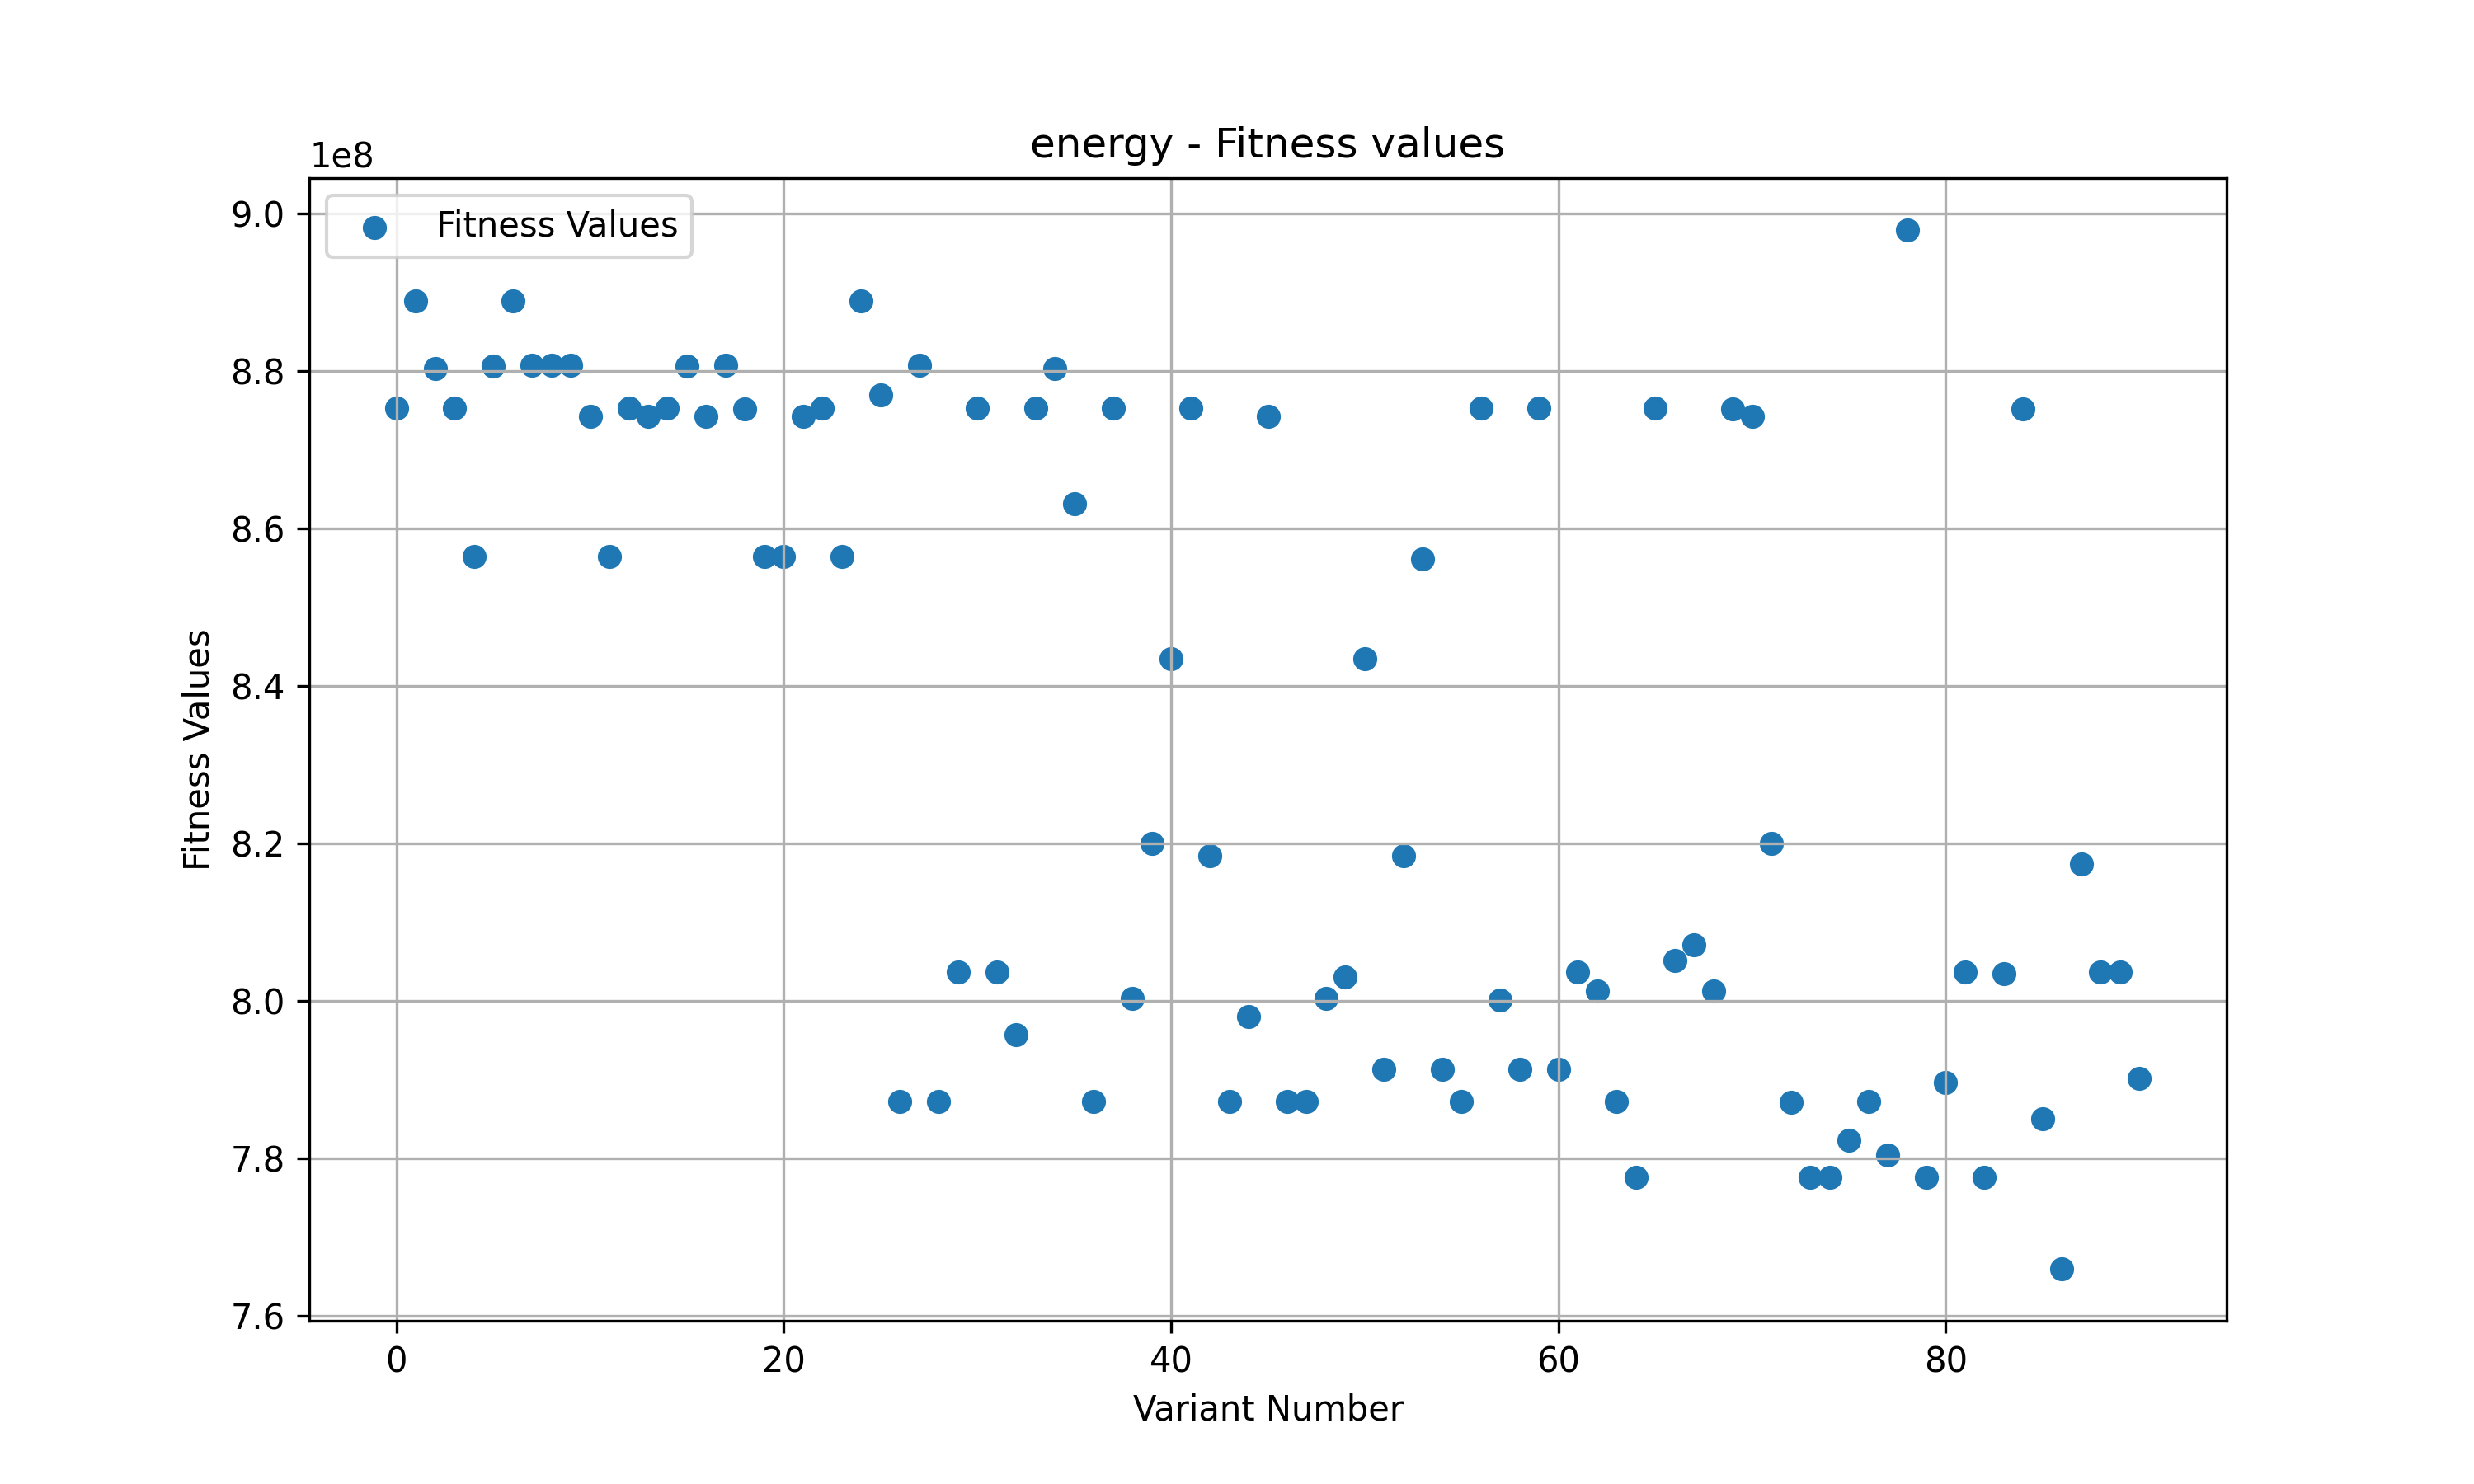 energy - Fitness values
1e8
Fitness Values
9.0
8.8
8.6
8.4
8.2
8.0
7.8
7.6
Fitness Values
0 20 40 60 80
Variant Number